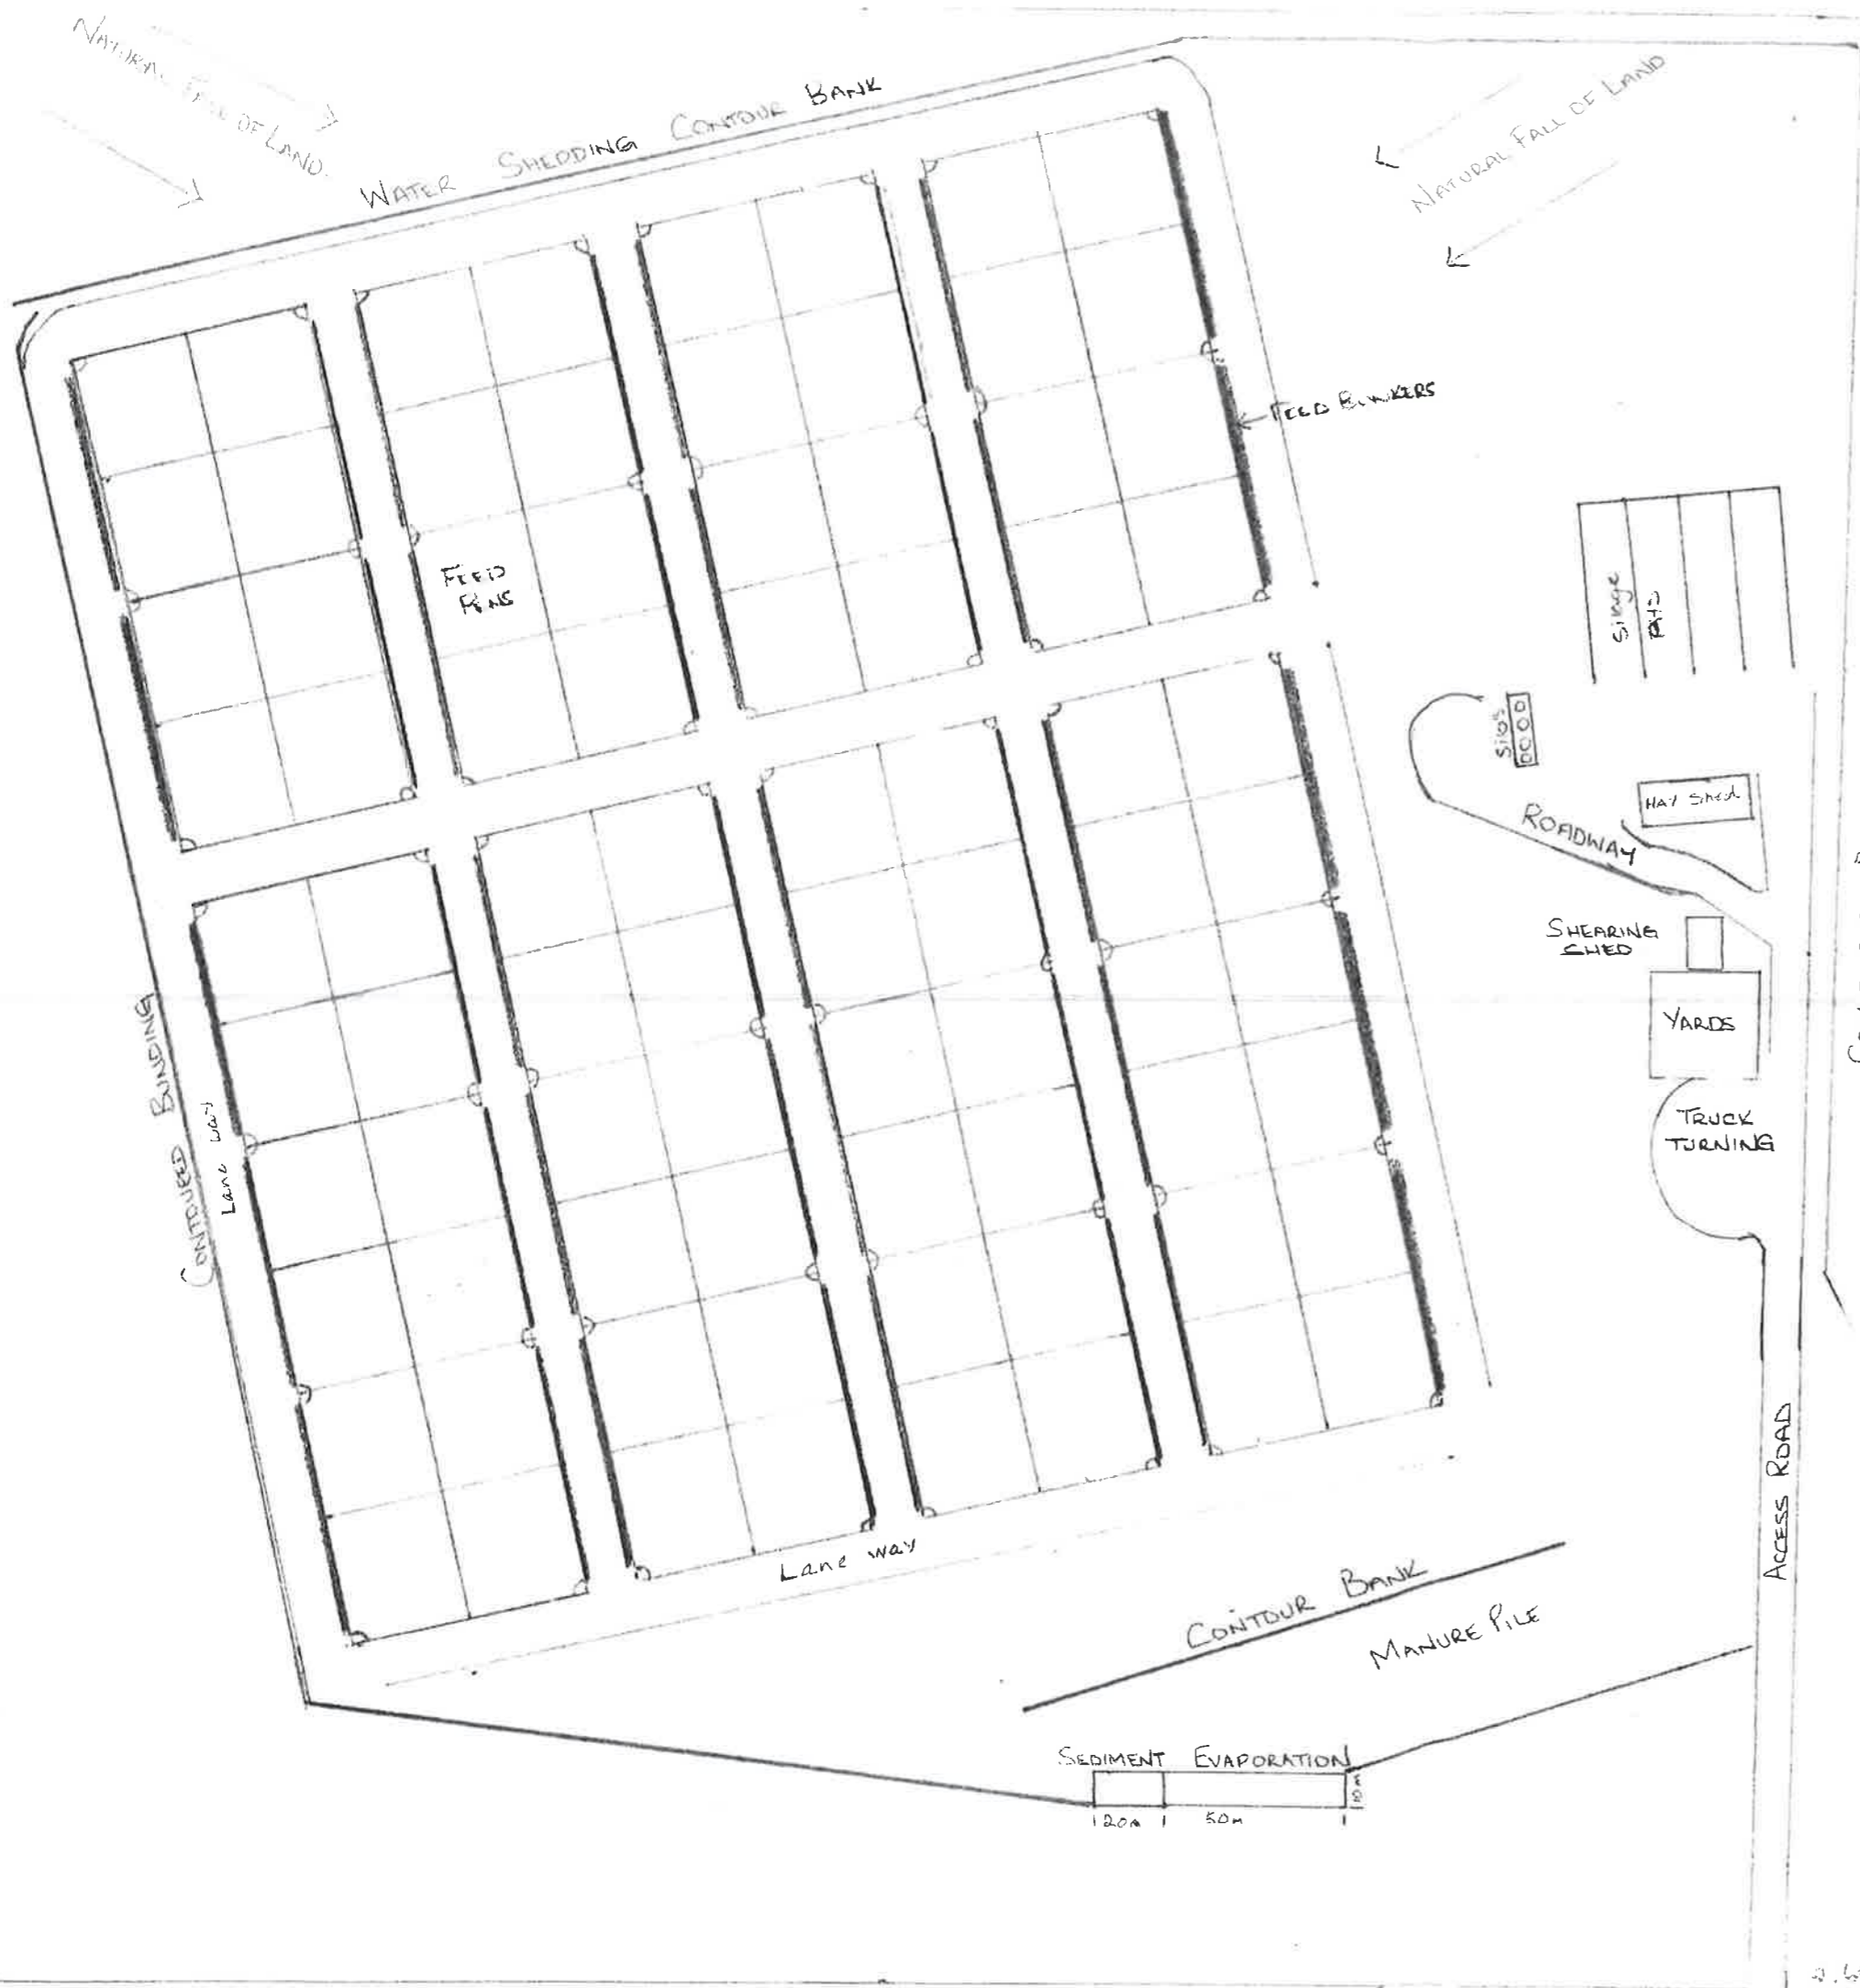 NATURAL FALL OF LAND.
WATER SHEDDING CONTOUR BANK
NATURAL FALL OF LAND
FEED BUNKERS
FEED
PENS
Silage
Silos
HAY Shed
ROADWAY
SHEARING
SHED
YARDS
TRUCK
TURNING
CONTOUED BUNDING
Lane way
Lane way
ACCESS ROAD
CONTOUR BANK
MANURE PILE
SEDIMENT EVAPORATION
10m
20m
50m